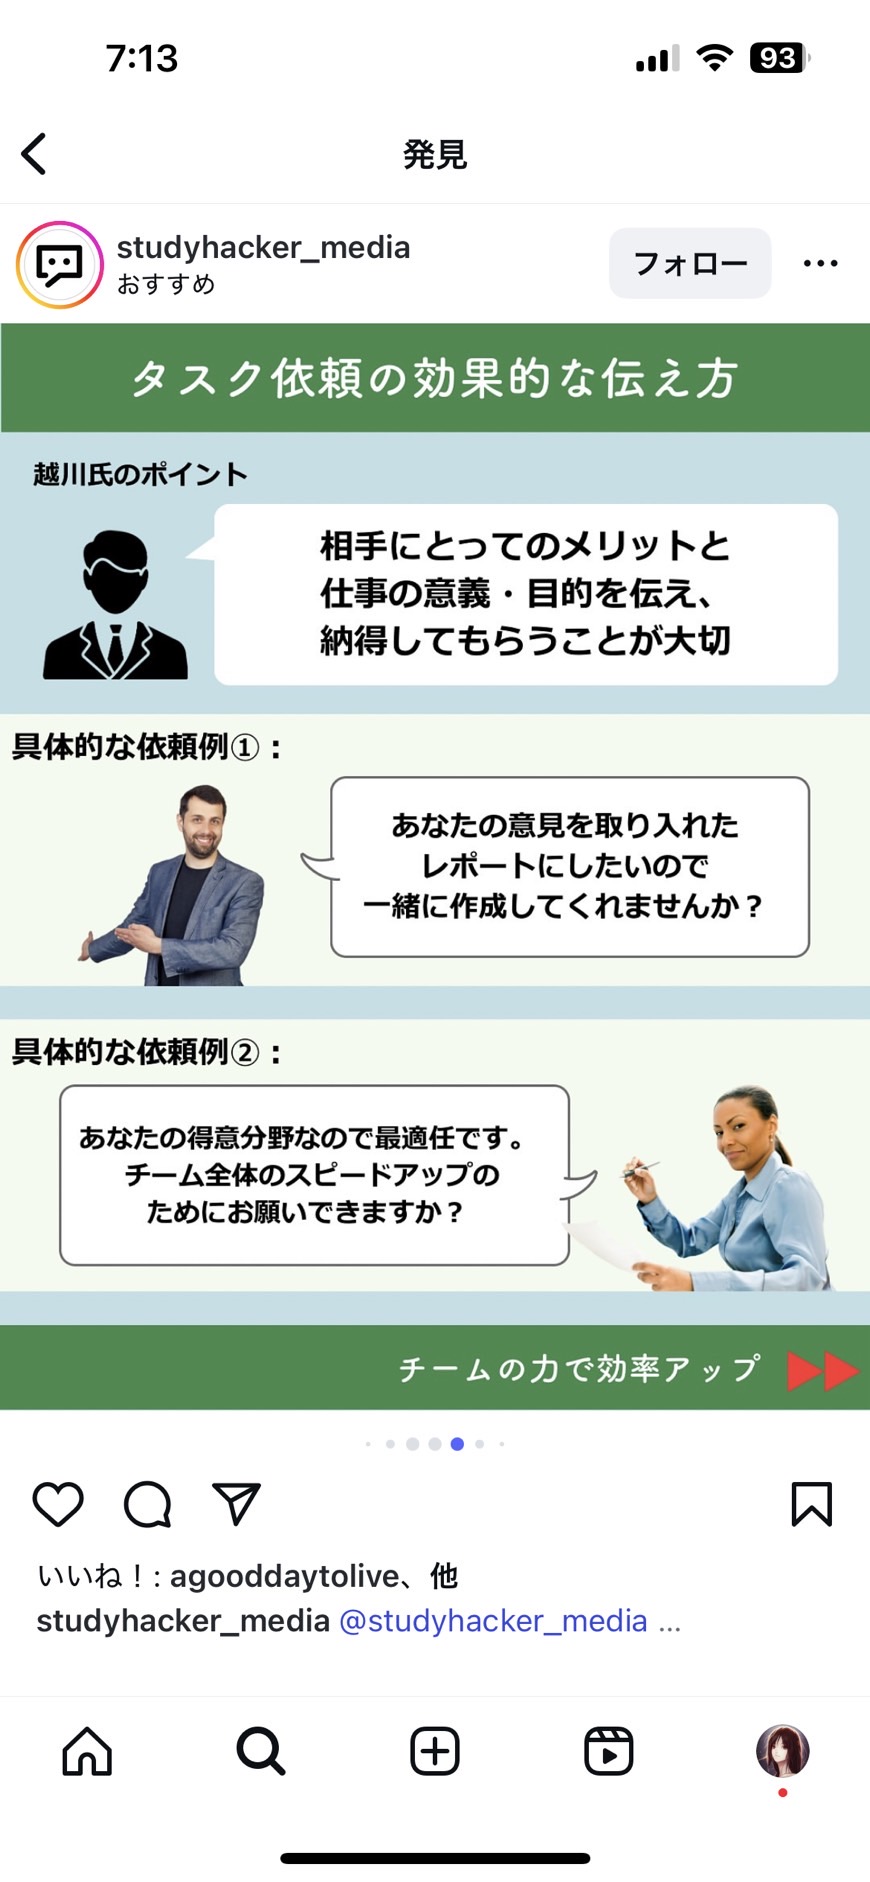 7:13
93
発見
studyhacker_media
おすすめ
フォロー
タスク依頼の効果的な伝え方
越川氏のポイント
相手にとってのメリットと
仕事の意義・目的を伝え、
納得してもらうことが大切
具体的な依頼例①：
あなたの意見を取り入れた
レポートにしたいので
一緒に作成してくれませんか？
具体的な依頼例②：
あなたの得意分野なので最適任です。
チーム全体のスピードアップの
ためにお願いできますか？
チームの力で効率アップ
いいね！: agooddaytolive、他
studyhacker_media @studyhacker_media ...